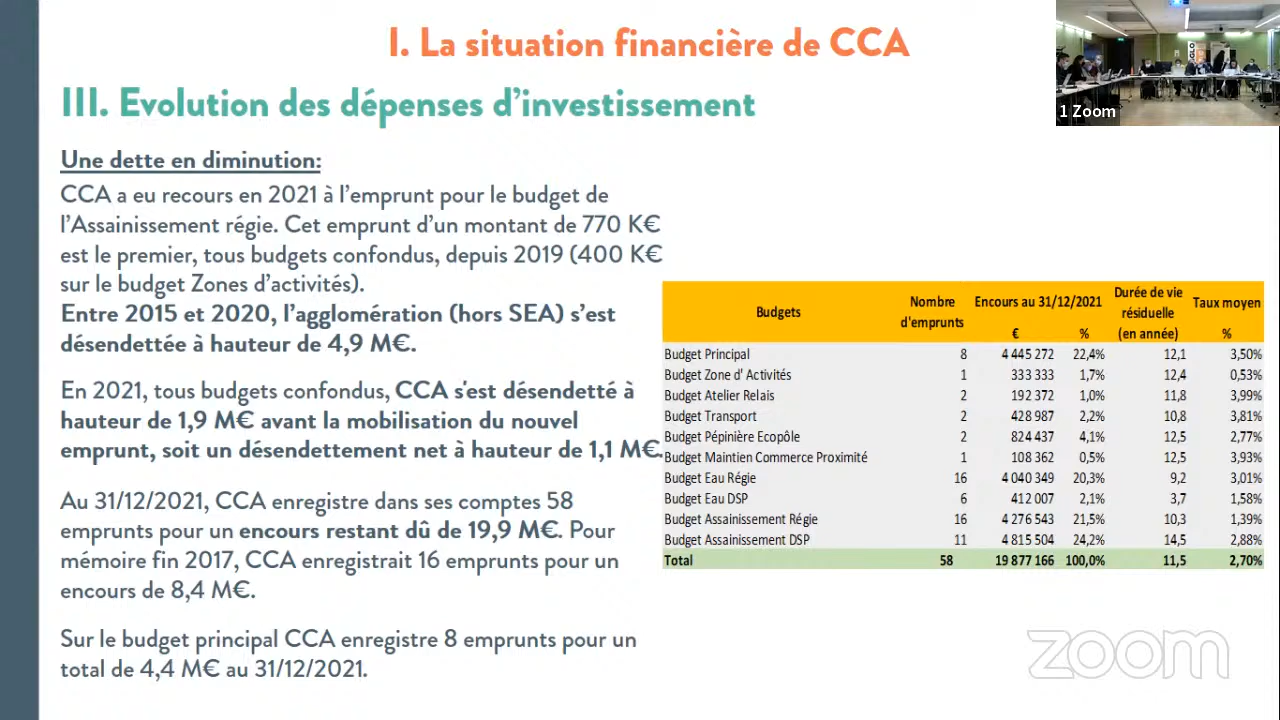 I. La situation financière de CCA
1 Zoom
III. Evolution des dépenses d’investissement
Une dette en diminution:
CCA a eu recours en 2021 à l’emprunt pour le budget de
l’Assainissement régie. Cet emprunt d’un montant de 770 K€
est le premier, tous budgets confondus, depuis 2019 (400 K€
sur le budget Zones d’activités).
Entre 2015 et 2020, l’agglomération (hors SEA) s’est
désendettée à hauteur de 4,9 M€.
En 2021, tous budgets confondus, CCA s'est désendetté à
hauteur de 1,9 M€ avant la mobilisation du nouvel
emprunt, soit un désendettement net à hauteur de 1,1 M€.
Au 31/12/2021, CCA enregistre dans ses comptes 58
emprunts pour un encours restant dû de 19,9 M€. Pour
mémoire fin 2017, CCA enregistrait 16 emprunts pour un
encours de 8,4 M€.
Sur le budget principal CCA enregistre 8 emprunts pour un
total de 4,4 M€ au 31/12/2021.
Budgets
Nombre
d'emprunts
Encours au 31/12/2021
€ %
Durée de vie
résiduelle
(en année)
Taux moyen
%
Budget Principal 8 4 445 272 22,4% 12,1 3,50%
Budget Zone d' Activités 1 333 333 1,7% 12,4 0,53%
Budget Atelier Relais 2 192 372 1,0% 11,8 3,99%
Budget Transport 2 428 987 2,2% 10,8 3,81%
Budget Pépinière Ecopôle 2 824 437 4,1% 12,5 2,77%
Budget Maintien Commerce Proximité 1 108 362 0,5% 12,5 3,93%
Budget Eau Régie 16 4 040 349 20,3% 9,2 3,01%
Budget Eau DSP 6 412 007 2,1% 3,7 1,58%
Budget Assainissement Régie 16 4 276 543 21,5% 10,3 1,39%
Budget Assainissement DSP 11 4 815 504 24,2% 14,5 2,88%
Total 58 19 877 166 100,0% 11,5 2,70%
zoom